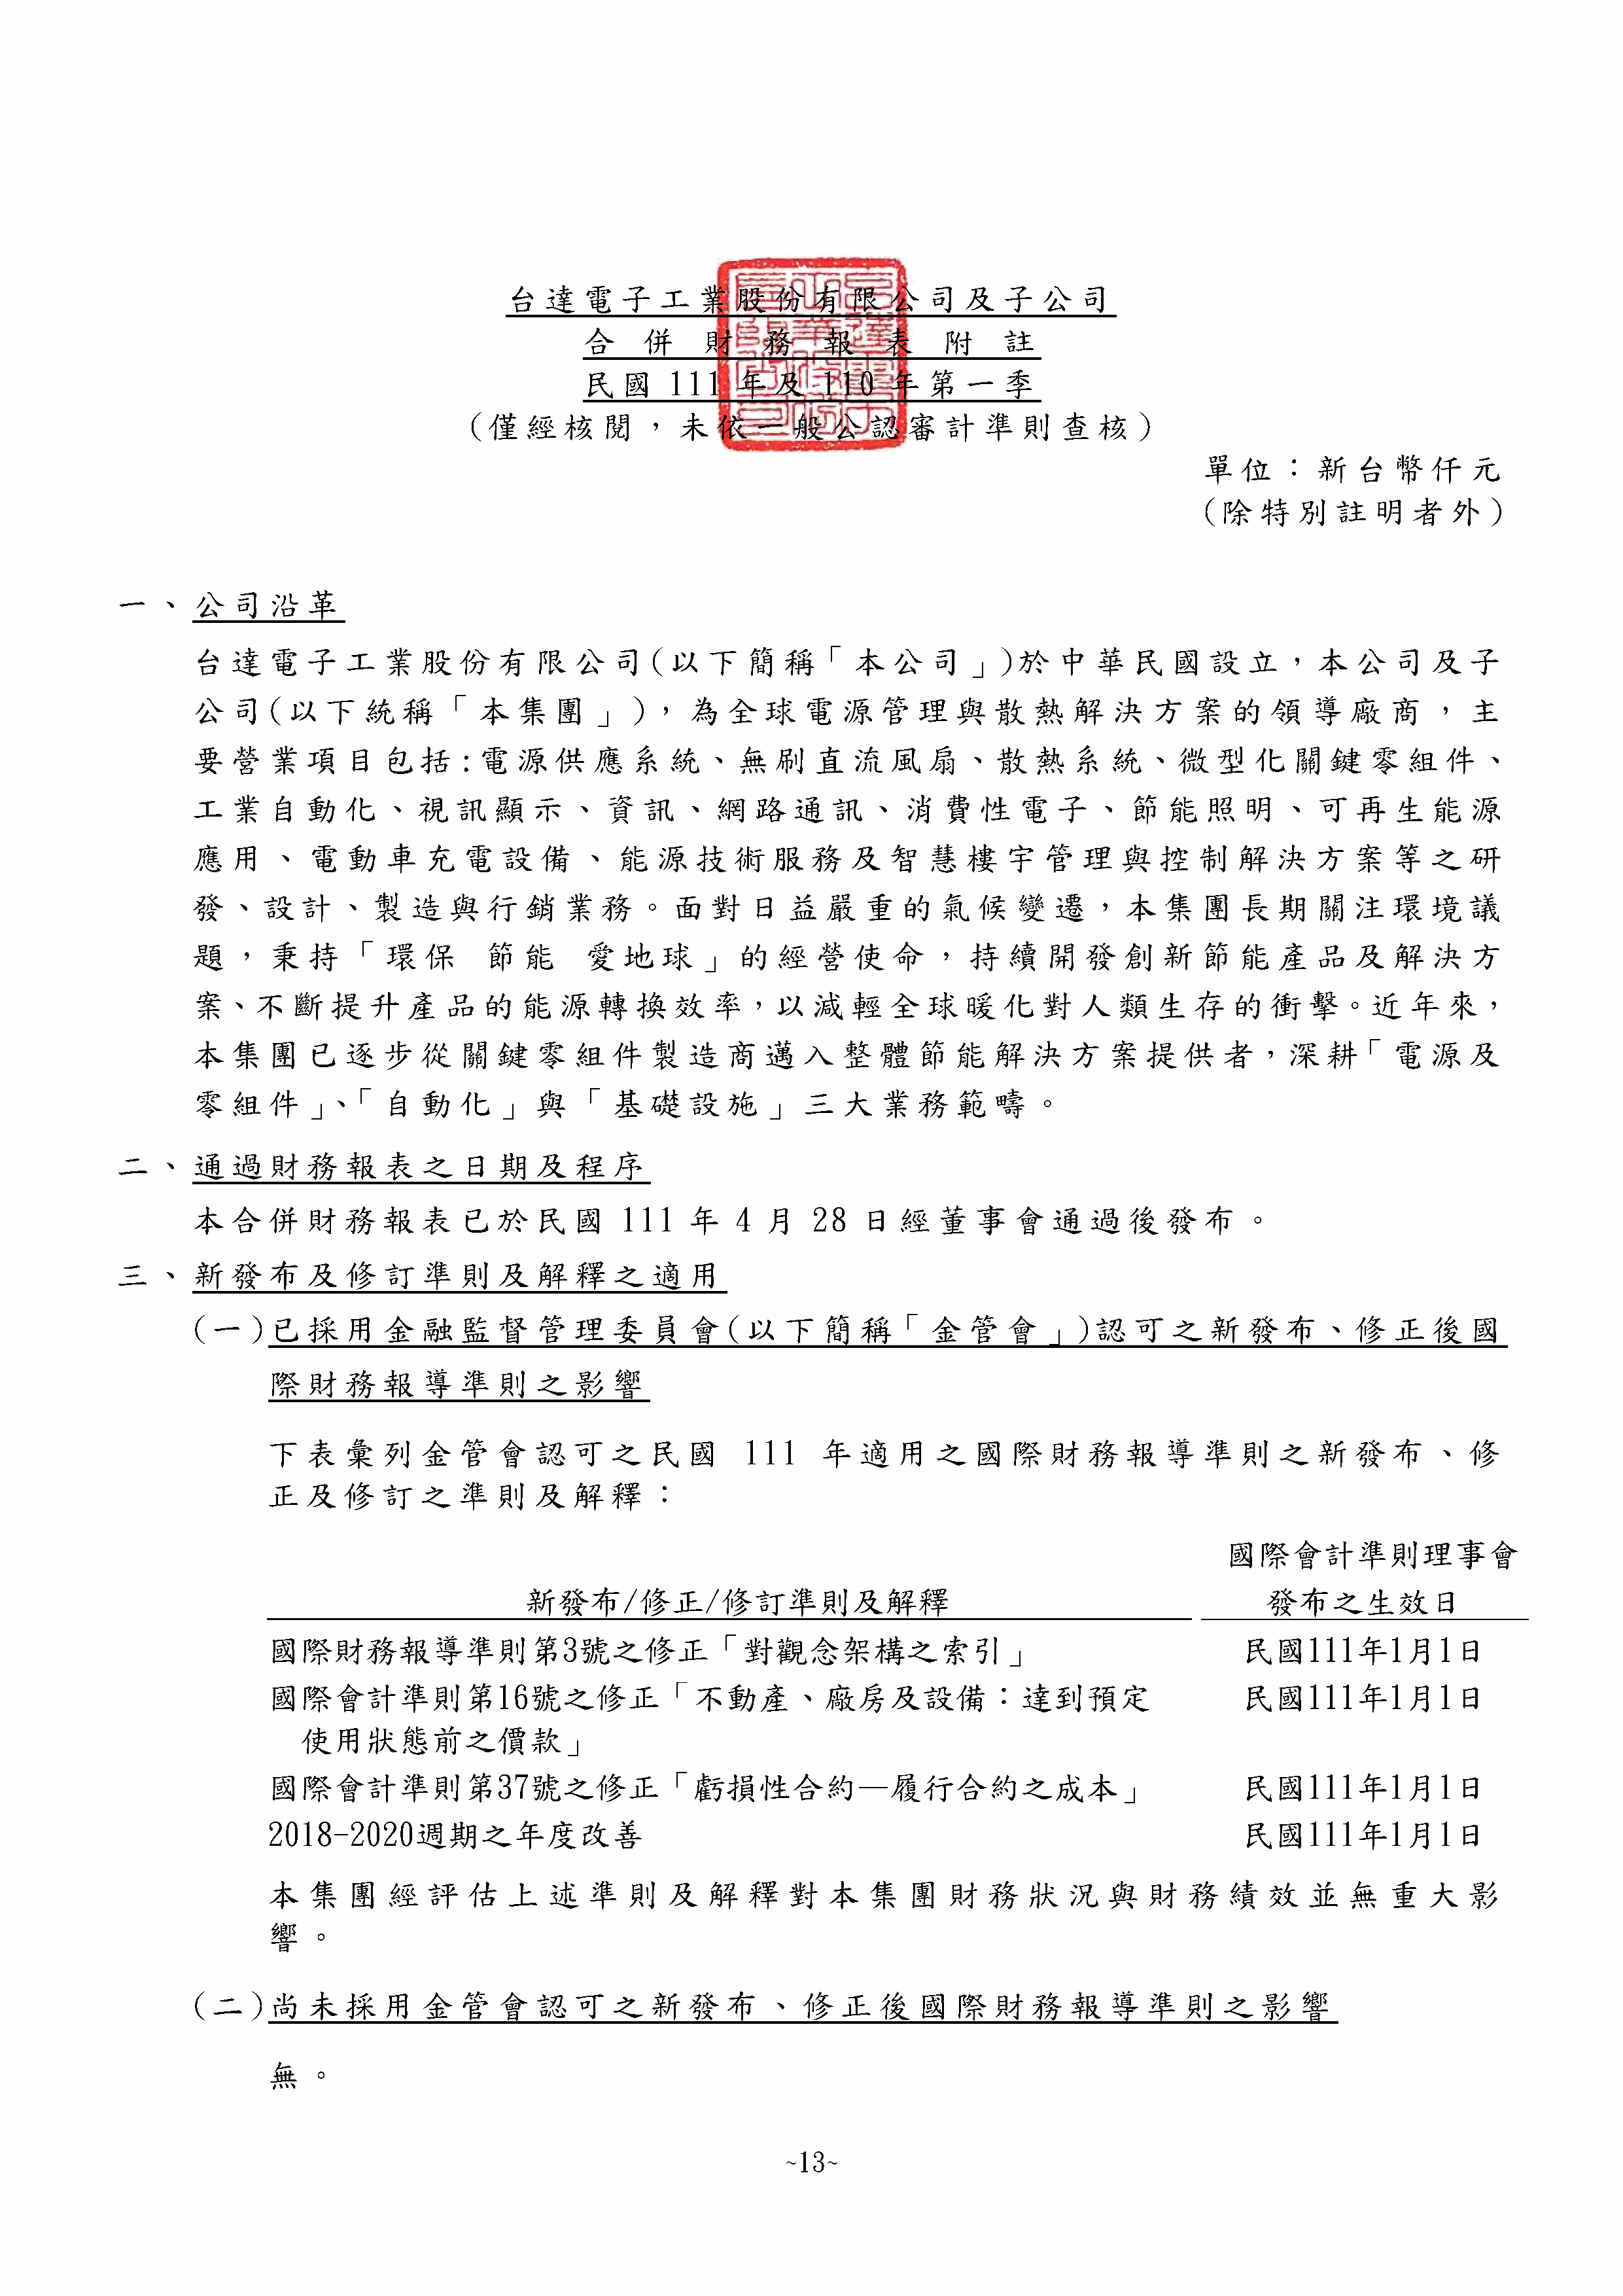 台達電子工業股份有限公司及子公司
合併財務報表附註
民國 111 年及 110 年第一季
(僅經核閱，未依一般公認審計準則查核)
單位：新台幣仟元
(除特別註明者外)
一、公司沿革
台達電子工業股份有限公司(以下簡稱「本公司」)於中華民國設立，本公司及子
公司(以下統稱「本集團」)，為全球電源管理與散熱解決方案的領導廠商，主
要營業項目包括:電源供應系統、無刷直流風扇、散熱系統、微型化關鍵零組件、
工業自動化、視訊顯示、資訊、網路通訊、消費性電子、節能照明、可再生能源
應用、電動車充電設備、能源技術服務及智慧樓宇管理與控制解決方案等之研
發、設計、製造與行銷業務。面對日益嚴重的氣候變遷，本集團長期關注環境議
題，秉持「環保 節能 愛地球」的經營使命，持續開發創新節能產品及解決方
案、不斷提升產品的能源轉換效率，以減輕全球暖化對人類生存的衝擊。近年來，
本集團已逐步從關鍵零組件製造商邁入整體節能解決方案提供者，深耕「電源及
零組件」、「自動化」與「基礎設施」三大業務範疇。
二、通過財務報表之日期及程序
本合併財務報表已於民國 111 年 4 月 28 日經董事會通過後發布。
三、新發布及修訂準則及解釋之適用
(一)已採用金融監督管理委員會(以下簡稱「金管會」)認可之新發布、修正後國
際財務報導準則之影響
下表彙列金管會認可之民國 111 年適用之國際財務報導準則之新發布、修
正及修訂之準則及解釋：
國際會計準則理事會
新發布/修正/修訂準則及解釋 發布之生效日
國際財務報導準則第3號之修正「對觀念架構之索引」 民國111年1月1日
國際會計準則第16號之修正「不動產、廠房及設備：達到預定 民國111年1月1日
使用狀態前之價款」
國際會計準則第37號之修正「虧損性合約—履行合約之成本」 民國111年1月1日
2018-2020週期之年度改善 民國111年1月1日
本集團經評估上述準則及解釋對本集團財務狀況與財務績效並無重大影
響。
(二)尚未採用金管會認可之新發布、修正後國際財務報導準則之影響
無。
~13~